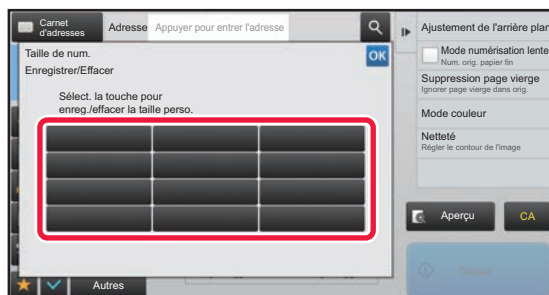 Carnet
d'adresses
Adresse
Appuyer pour entrer l'adresse
Taille de num.
OK
Enregistrer/Effacer
Sélect. la touche pour
enreg./effacer la taille perso.
Autres
Ajustement de l'arrière plan
Mode numérisation lente
Num. orig. papier fin
Suppression page vierge
Ignorer page vierge dans orig.
Mode couleur
Netteté
Régler le contour de l'image
Aperçu
CA
Départ